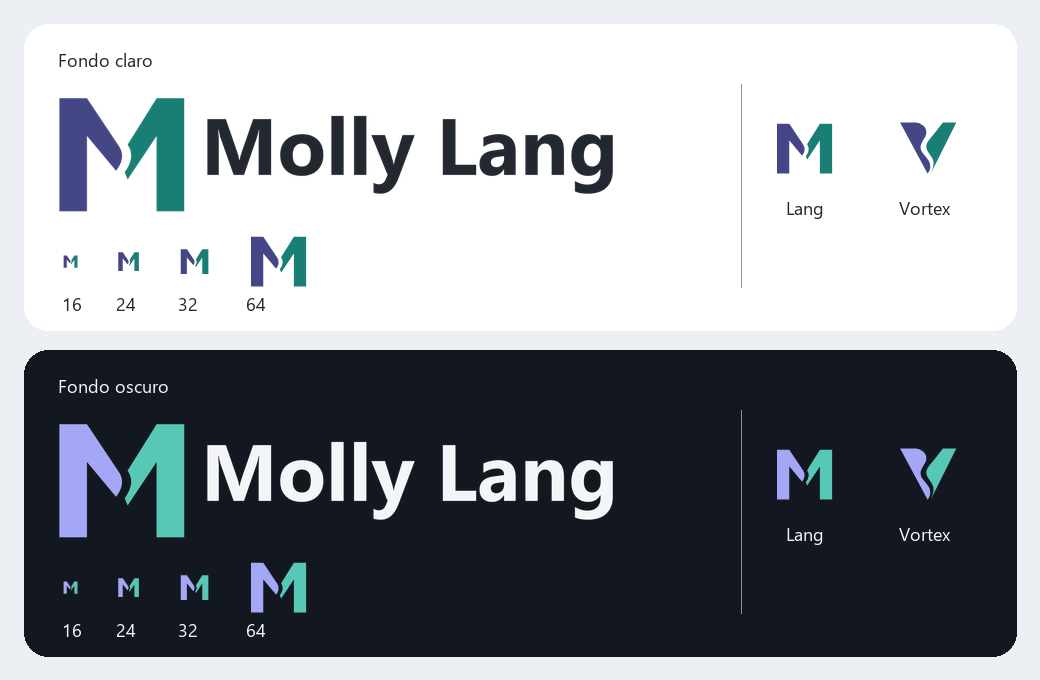 Fondo claro
M Molly Lang
16 24 32 64
Lang Vortex
Fondo oscuro
M Molly Lang
16 24 32 64
Lang Vortex